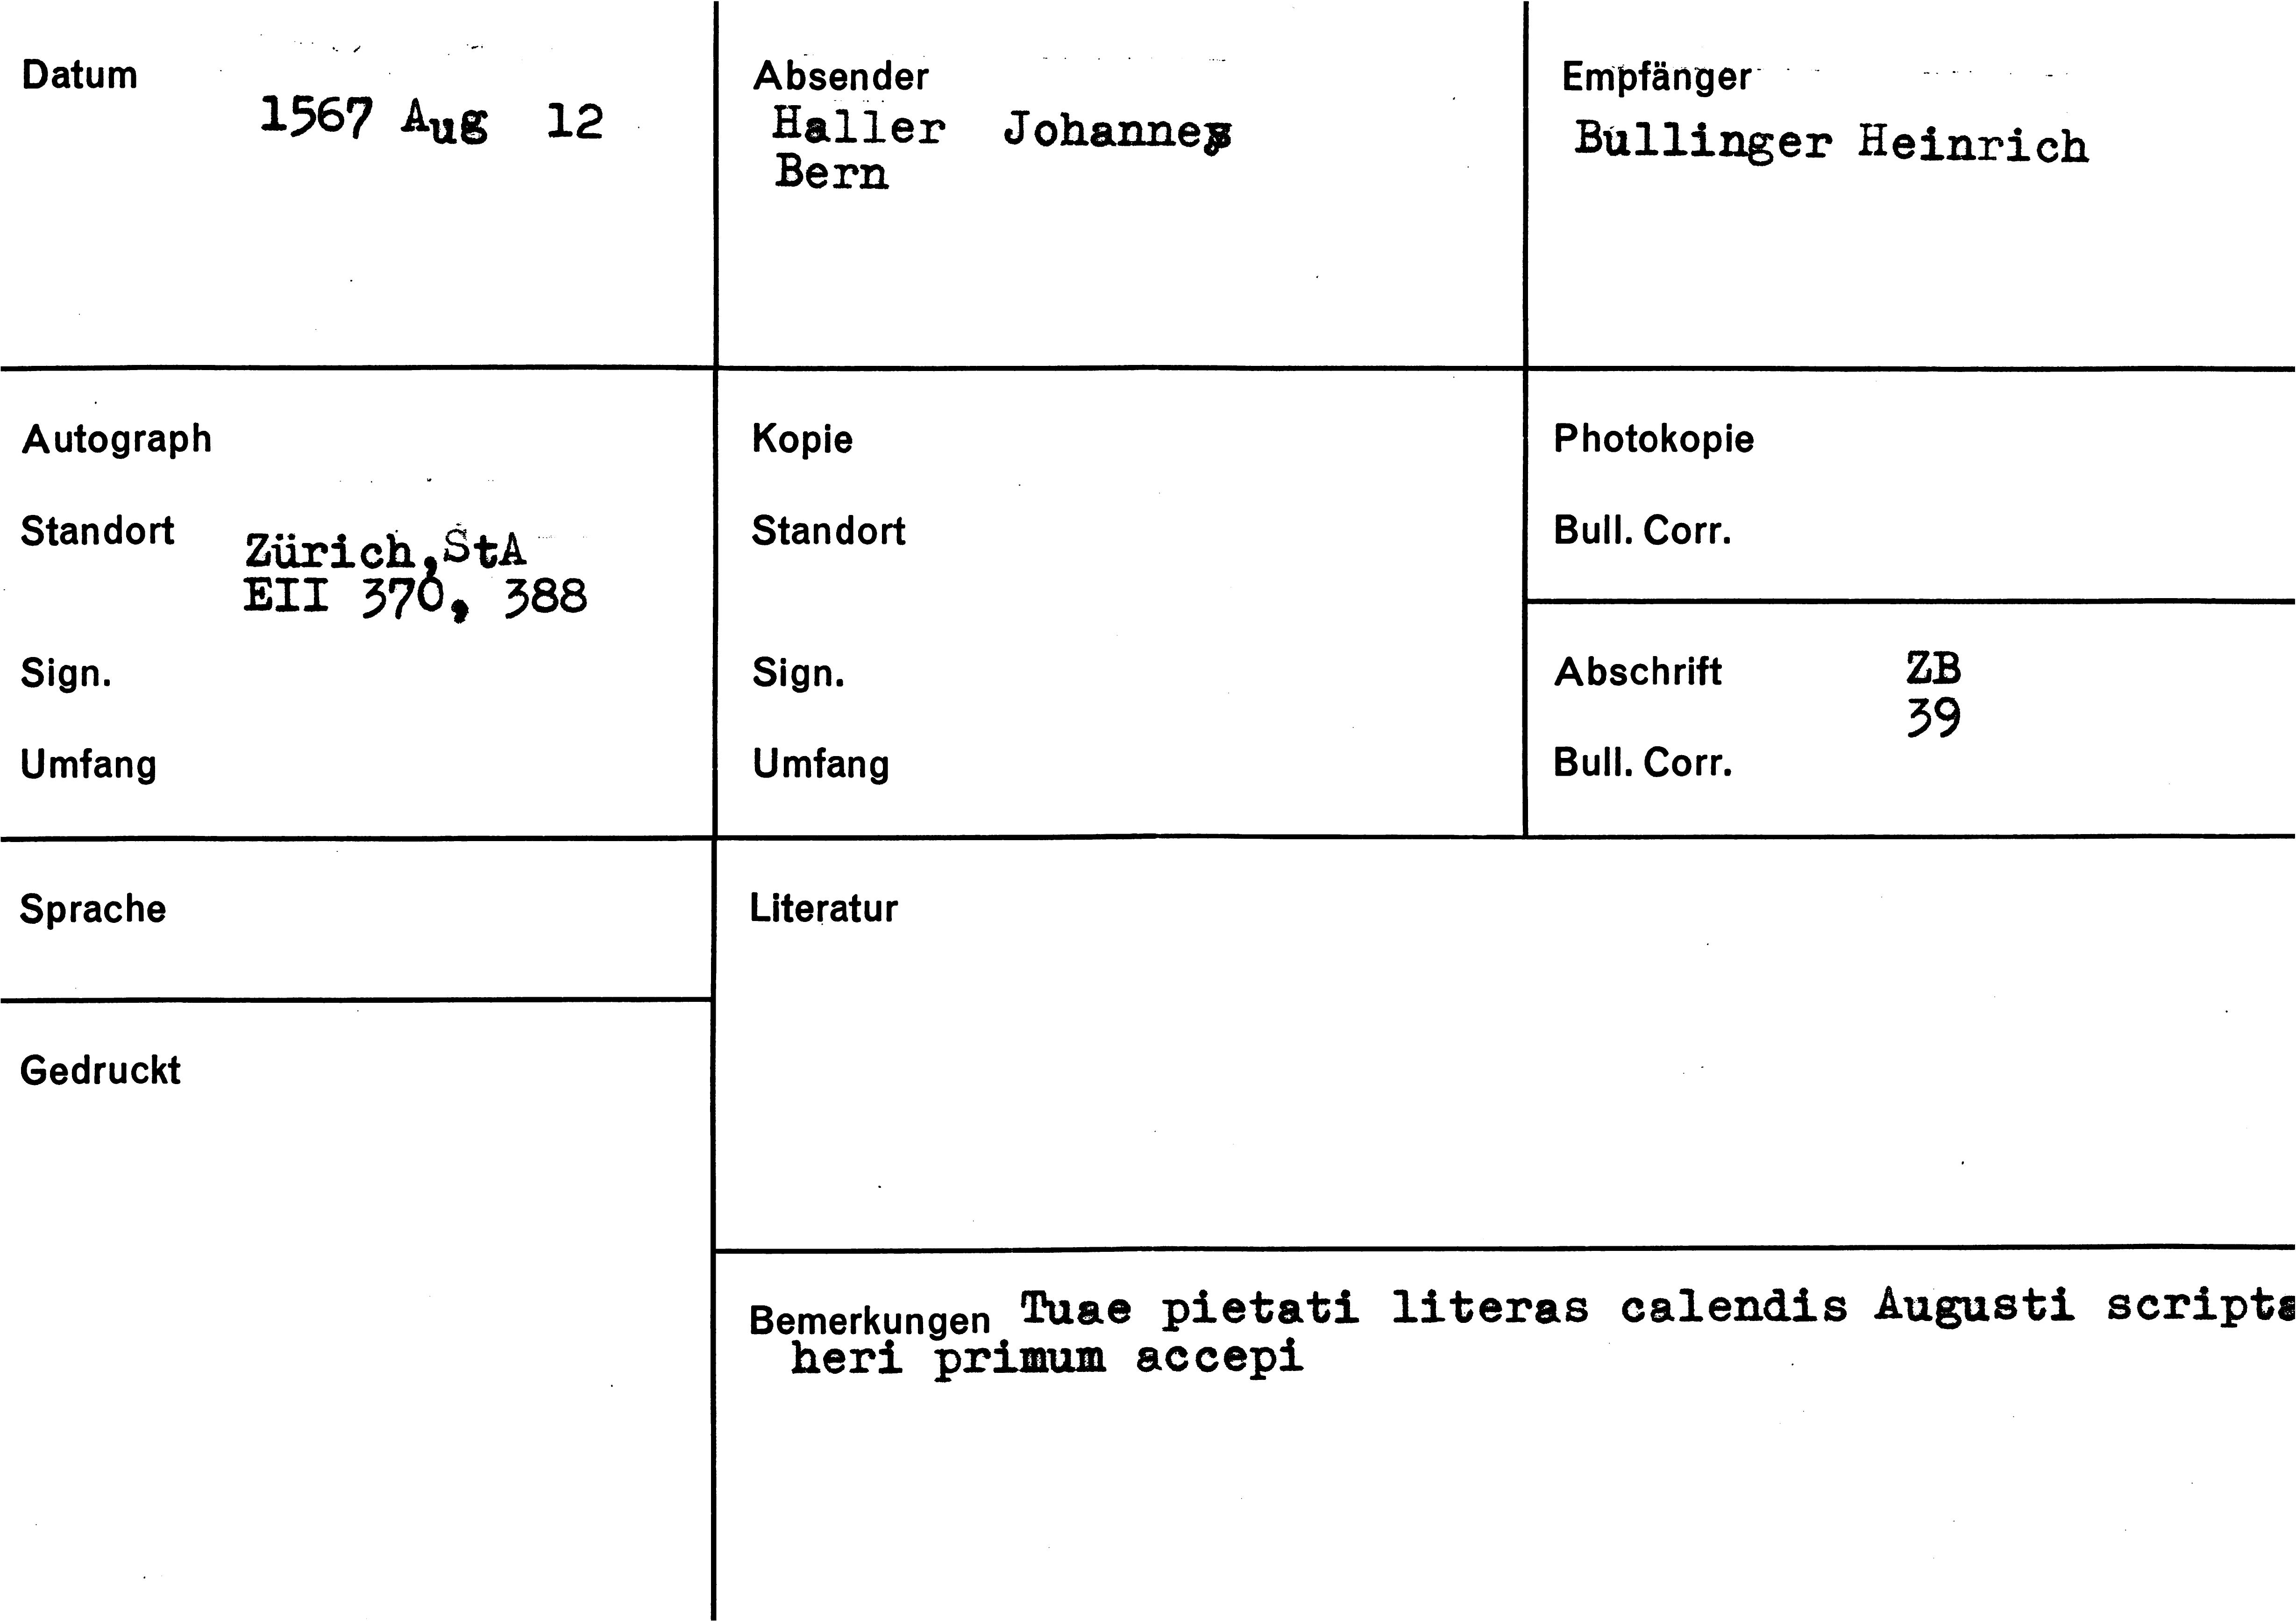 Datum
1567 Aug 12
Absender
Haller Johannes
Bern
Empfänger
Bullinger Heinrich
Autograph
Standort
Zürich, StA
EII 370, 388
Sign.
Umfang
Kopie
Standort
Sign.
Umfang
Photokopie
Bull. Corr.
Abschrift ZB
39
Bull. Corr.
Sprache
Gedruckt
Literatur
Bemerkungen Tuae pietati literas calendis Augusti scripta
heri primum accepi